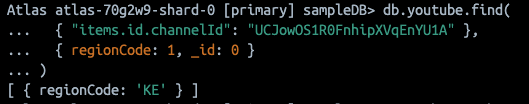 Atlas atlas-70g2w9-shard-0 [primary] sampleDB> db.youtube.find(
...   { "items.id.channelId": "UCJowOS1R0FnhipXVqEnYU1A" },
...   { regionCode: 1, _id: 0 }
... )
[ { regionCode: 'KE' } ]